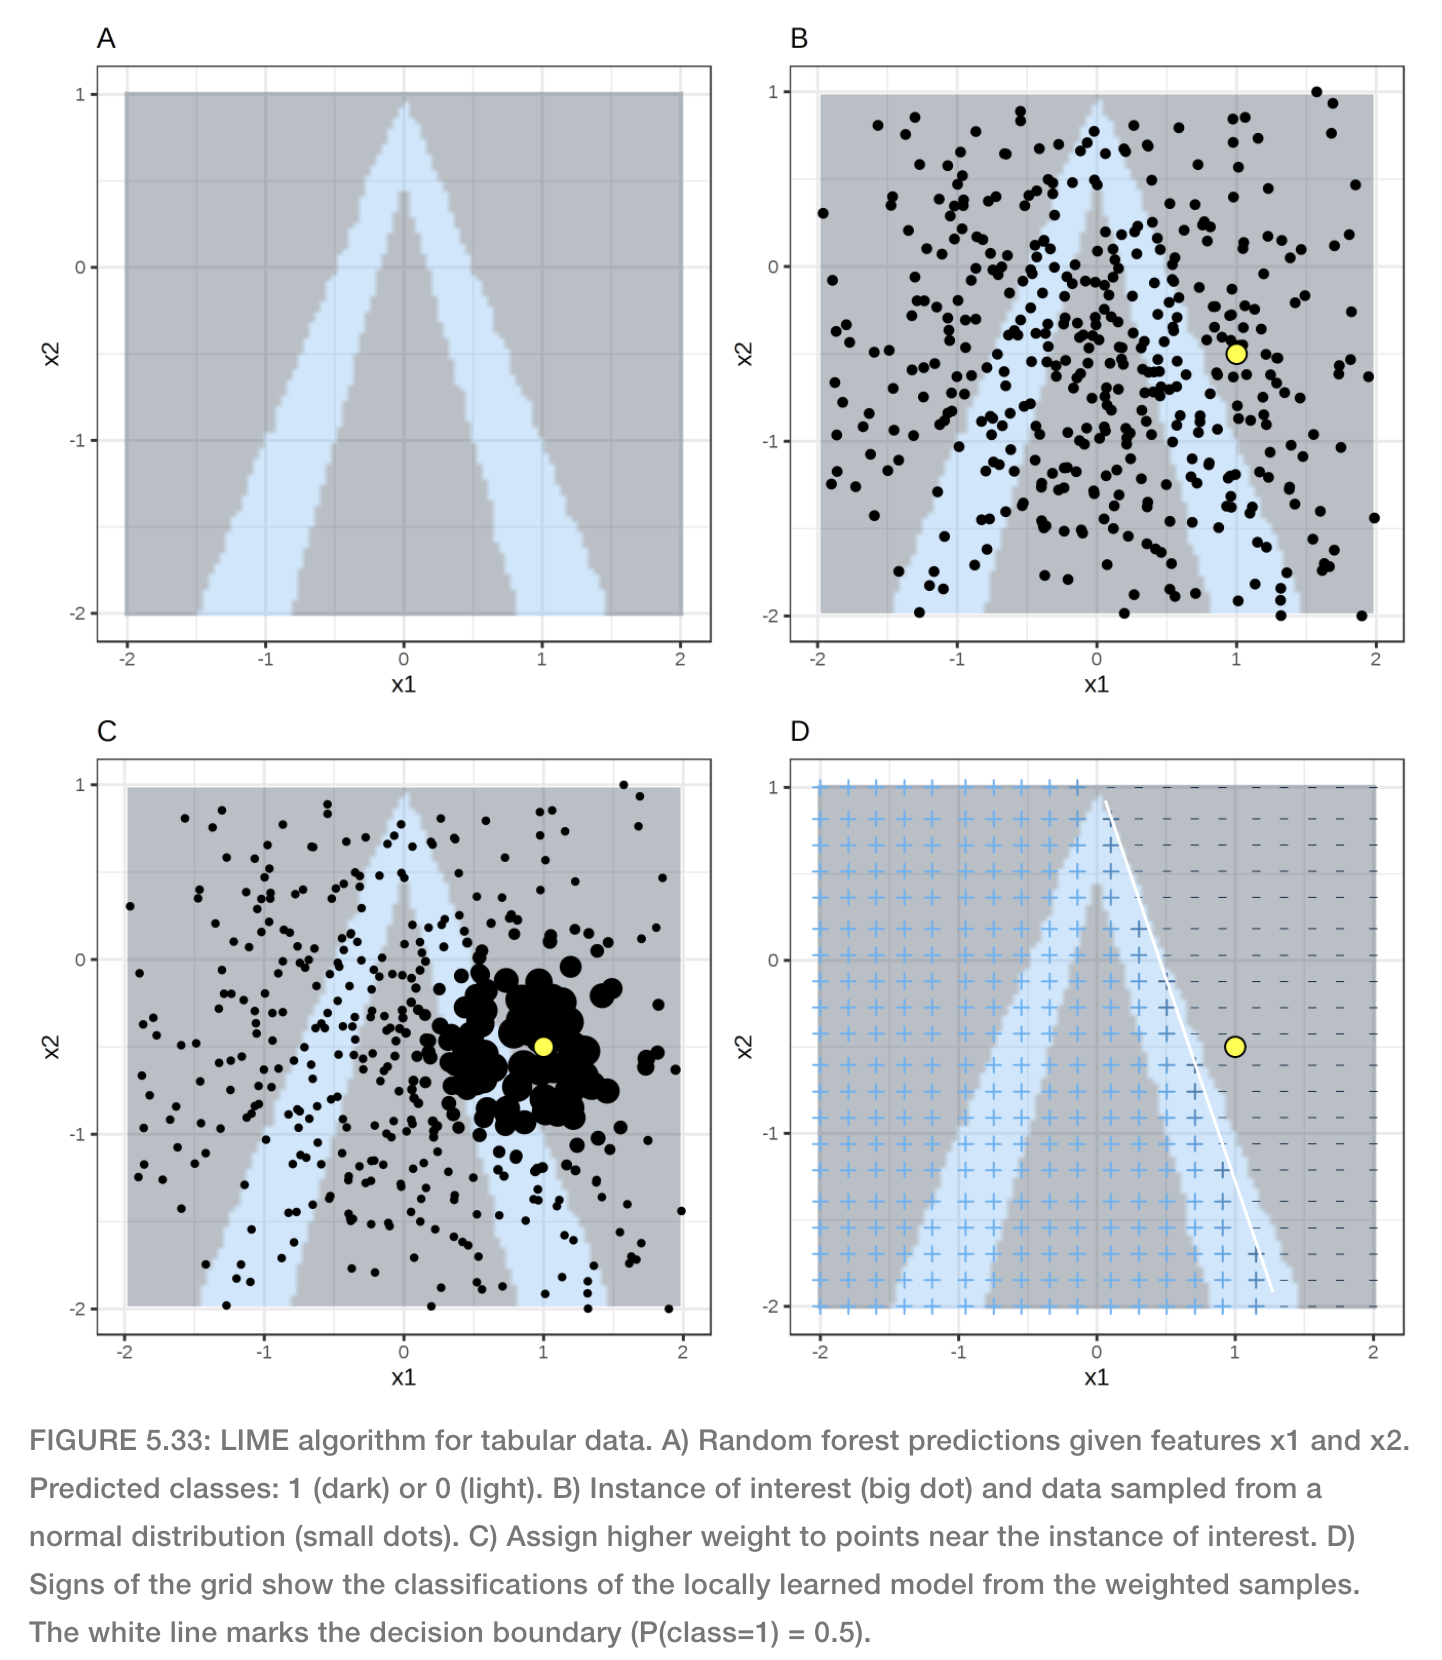 A
B
1
0
-1
-2
x2
-2
-1
0
1
2
x1
1
0
-1
-2
x2
-2
-1
0
1
2
x1
C
D
1
0
-1
-2
x2
-2
-1
0
1
2
x1
1
0
-1
-2
x2
-2
-1
0
1
2
x1
FIGURE 5.33: LIME algorithm for tabular data. A) Random forest predictions given features x1 and x2.
Predicted classes: 1 (dark) or 0 (light). B) Instance of interest (big dot) and data sampled from a
normal distribution (small dots). C) Assign higher weight to points near the instance of interest. D)
Signs of the grid show the classifications of the locally learned model from the weighted samples.
The white line marks the decision boundary (P(class=1) = 0.5).